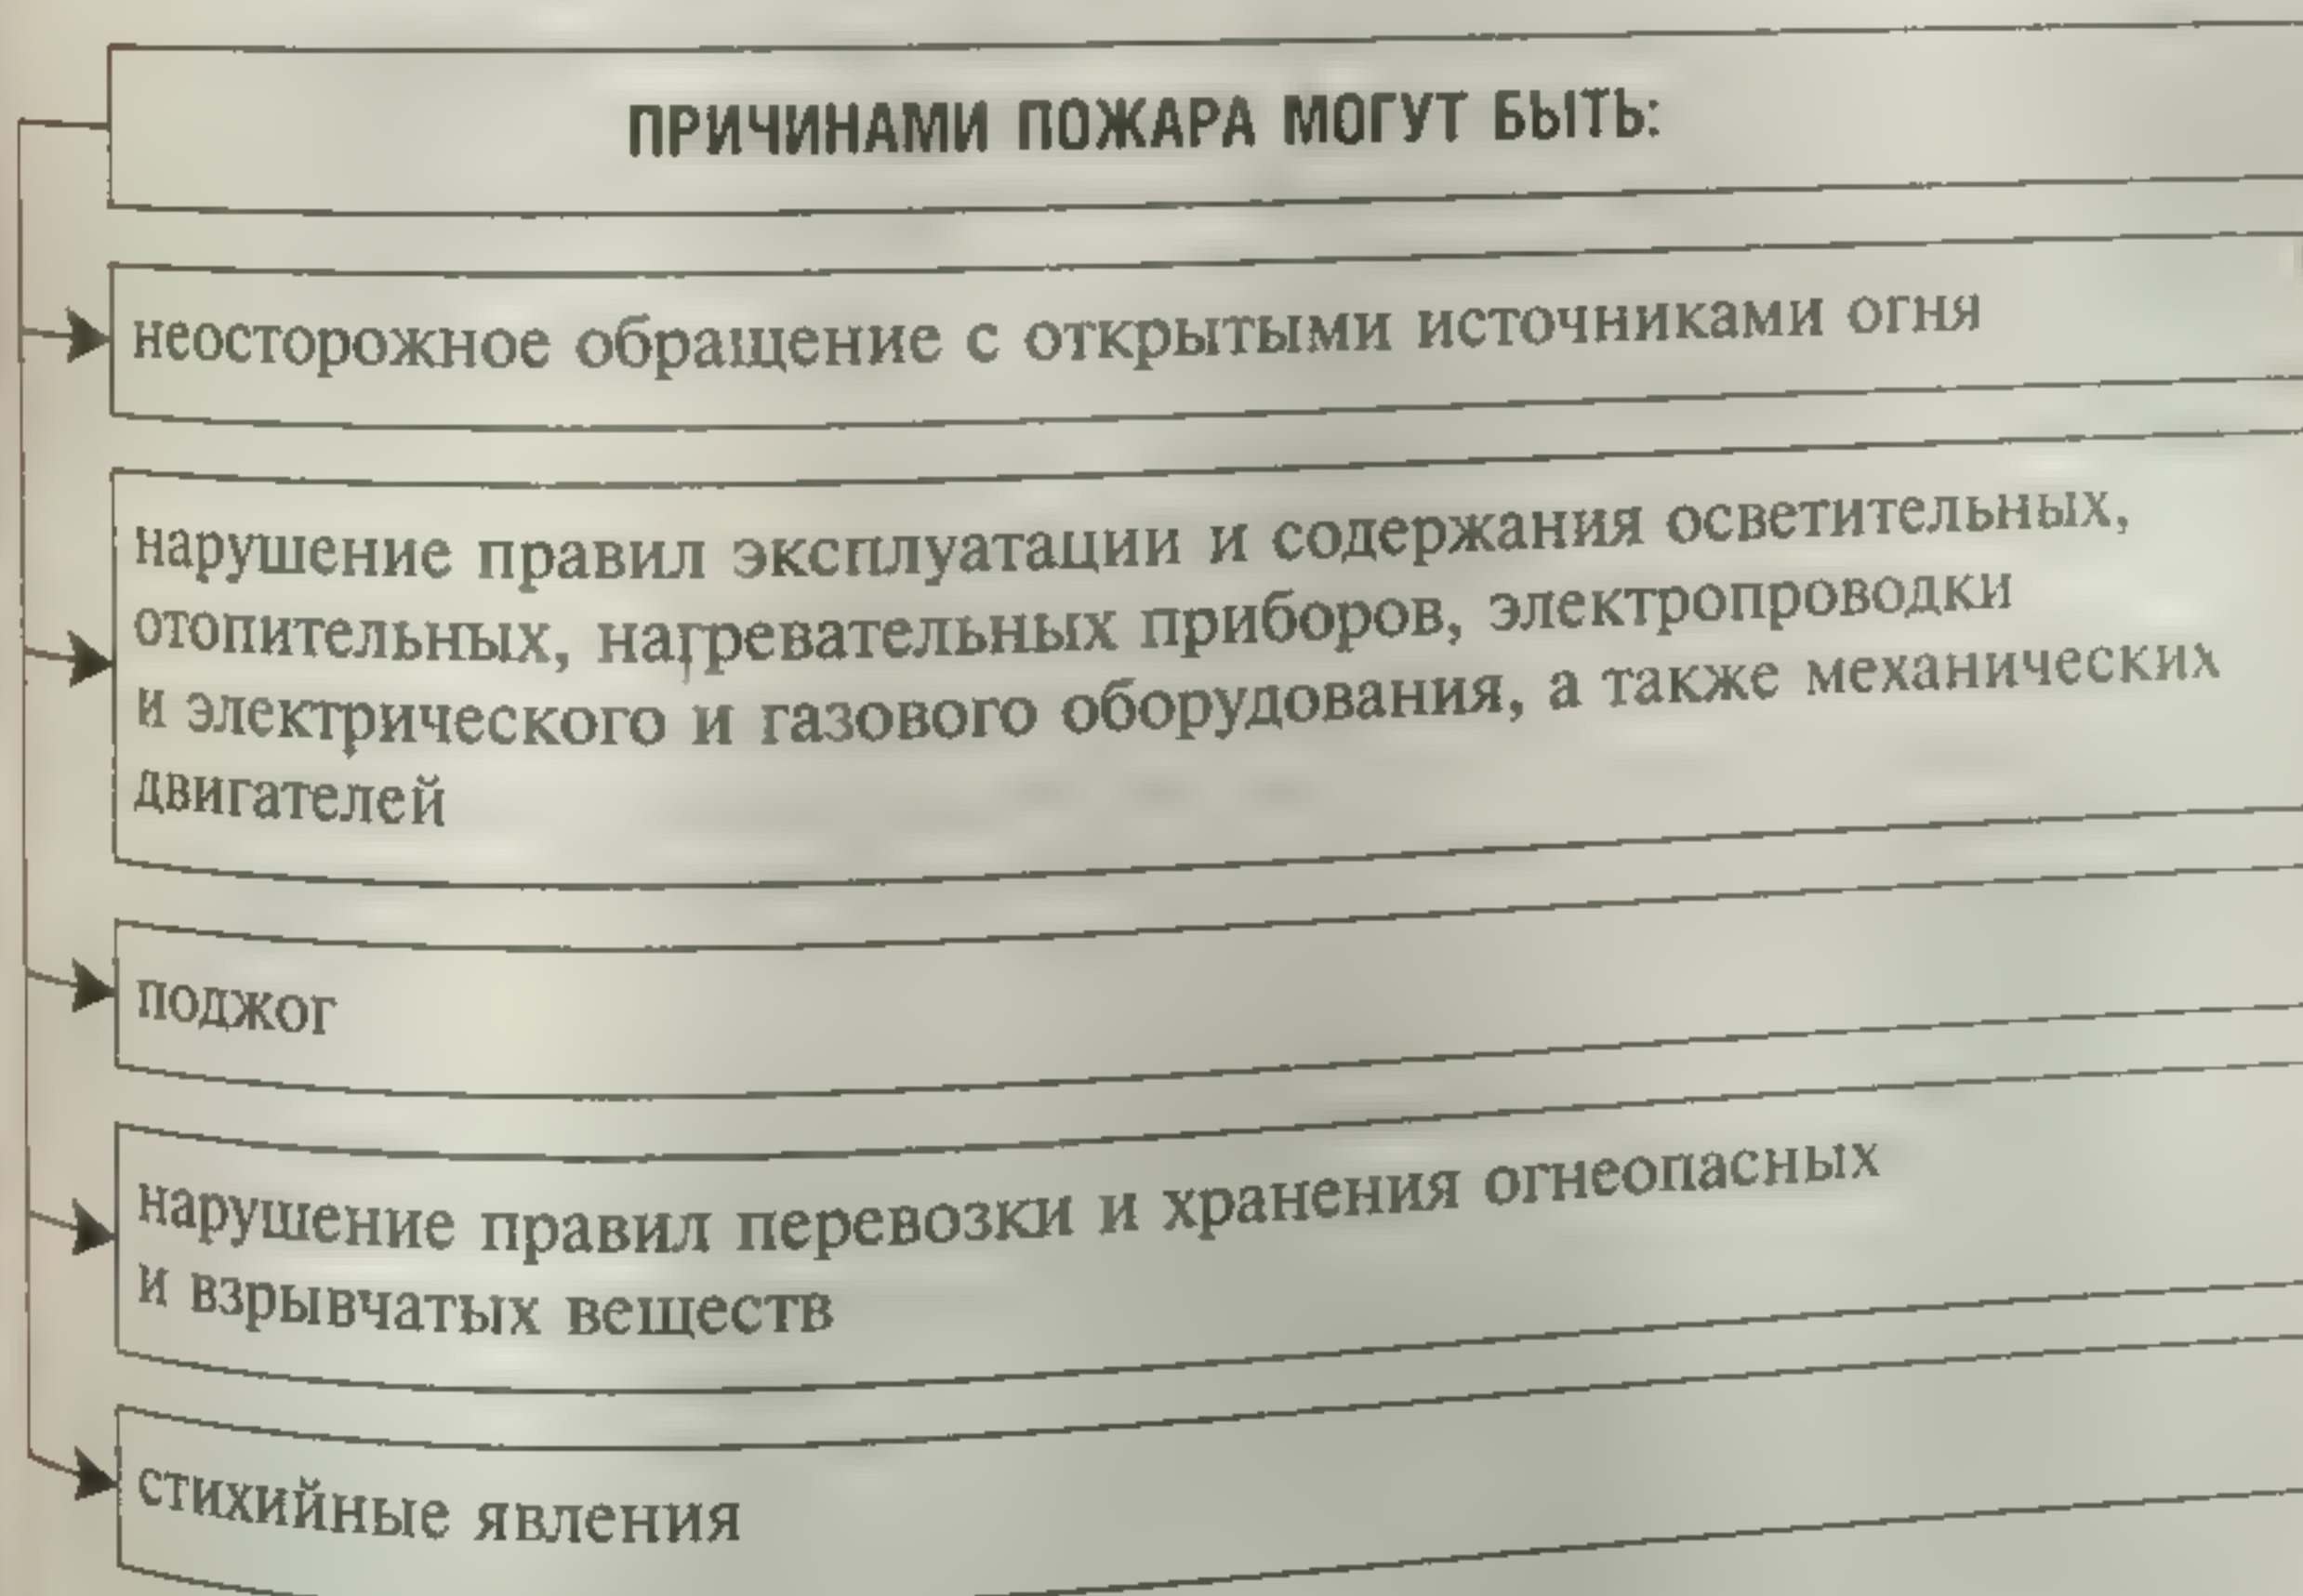 ПРИЧИНАМИ ПОЖАРА МОГУТ БЫТЬ:
неосторожное обращение с открытыми источниками огня
нарушение правил эксплуатации и содержания осветительных,
отопительных, нагревательных приборов, электропроводки
и электрического и газового оборудования, а также механических
двигателей
поджог
нарушение правил перевозки и хранения огнеопасных
и взрывчатых веществ
стихийные явления